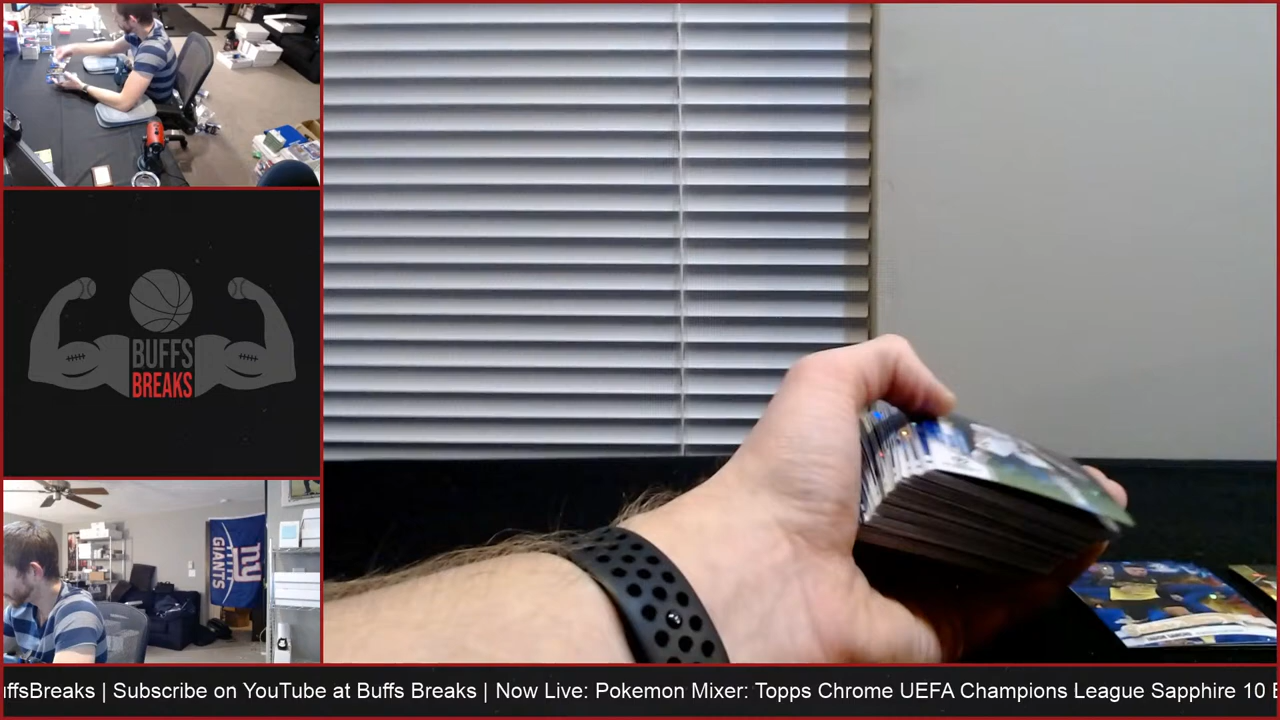 BUFFS
BREAKS
ny
GIANTS
uffsBreaks | Subscribe on YouTube at Buffs Breaks | Now Live: Pokemon Mixer: Topps Chrome UEFA Champions League Sapphire 10